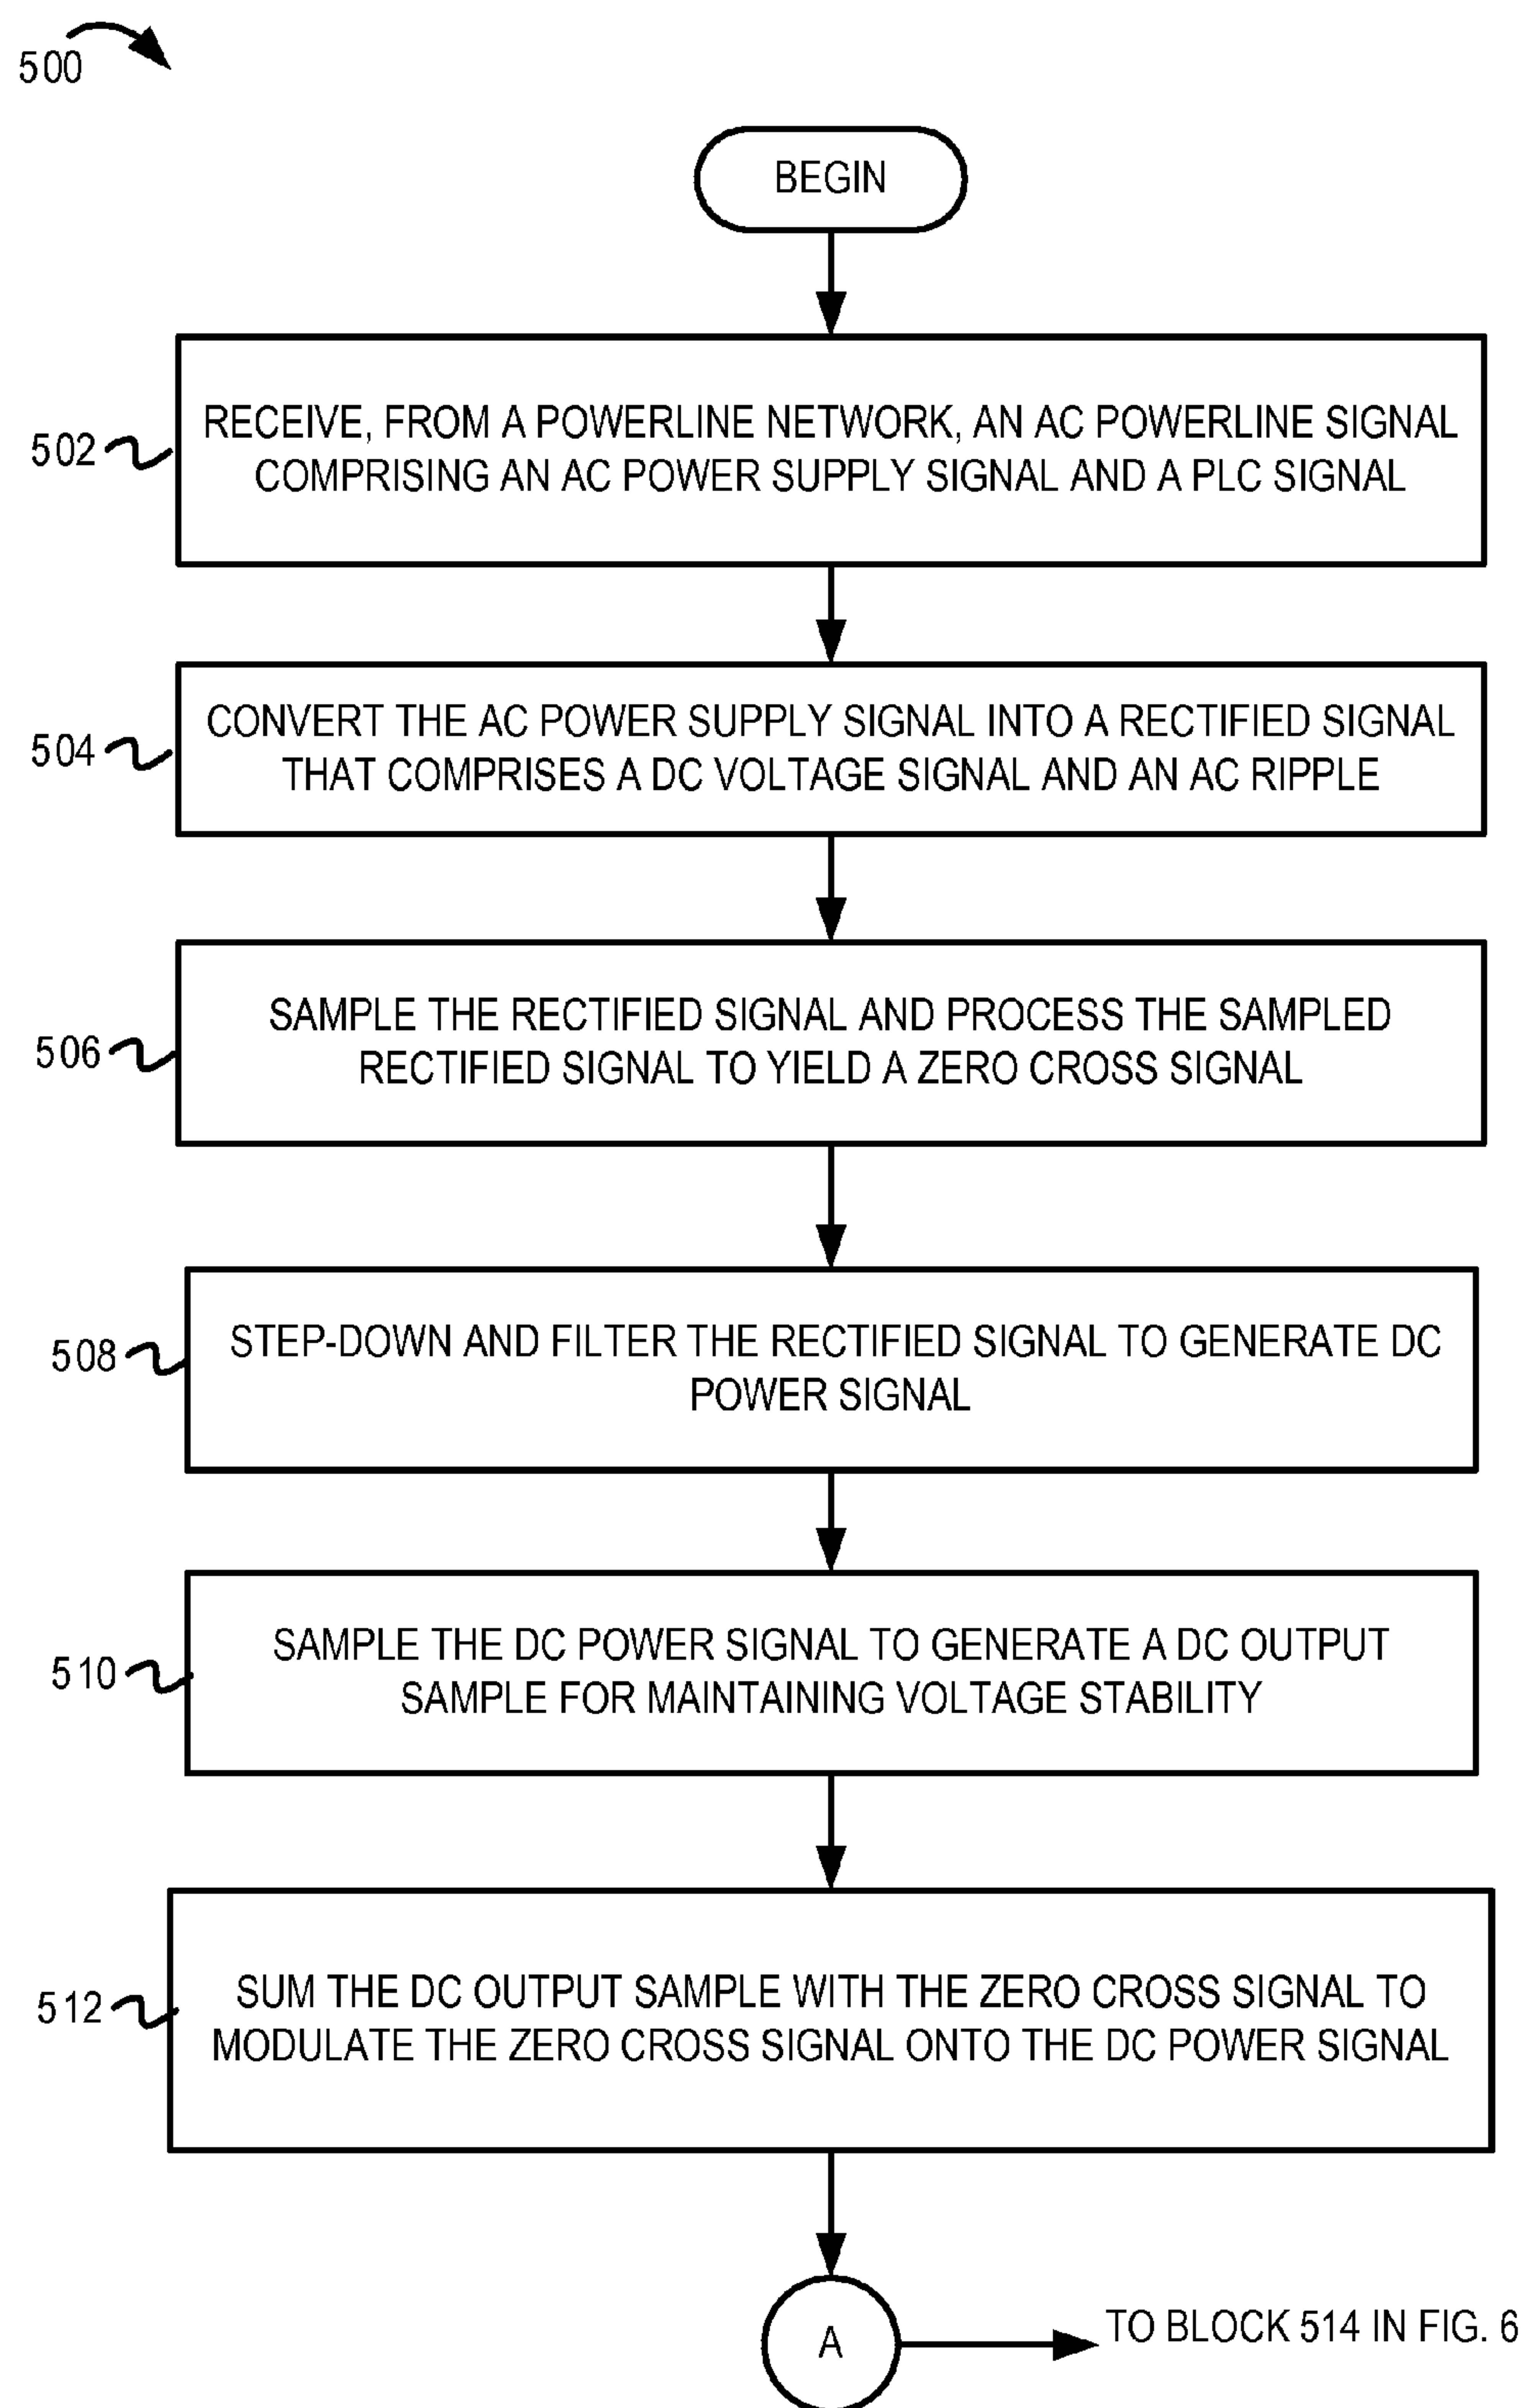 500
BEGIN
502
RECEIVE, FROM A POWERLINE NETWORK, AN AC POWERLINE SIGNAL
COMPRISING AN AC POWER SUPPLY SIGNAL AND A PLC SIGNAL
504
CONVERT THE AC POWER SUPPLY SIGNAL INTO A RECTIFIED SIGNAL
THAT COMPRISES A DC VOLTAGE SIGNAL AND AN AC RIPPLE
506
SAMPLE THE RECTIFIED SIGNAL AND PROCESS THE SAMPLED
RECTIFIED SIGNAL TO YIELD A ZERO CROSS SIGNAL
508
STEP-DOWN AND FILTER THE RECTIFIED SIGNAL TO GENERATE DC
POWER SIGNAL
510
SAMPLE THE DC POWER SIGNAL TO GENERATE A DC OUTPUT
SAMPLE FOR MAINTAINING VOLTAGE STABILITY
512
SUM THE DC OUTPUT SAMPLE WITH THE ZERO CROSS SIGNAL TO
MODULATE THE ZERO CROSS SIGNAL ONTO THE DC POWER SIGNAL
A
TO BLOCK 514 IN FIG. 6